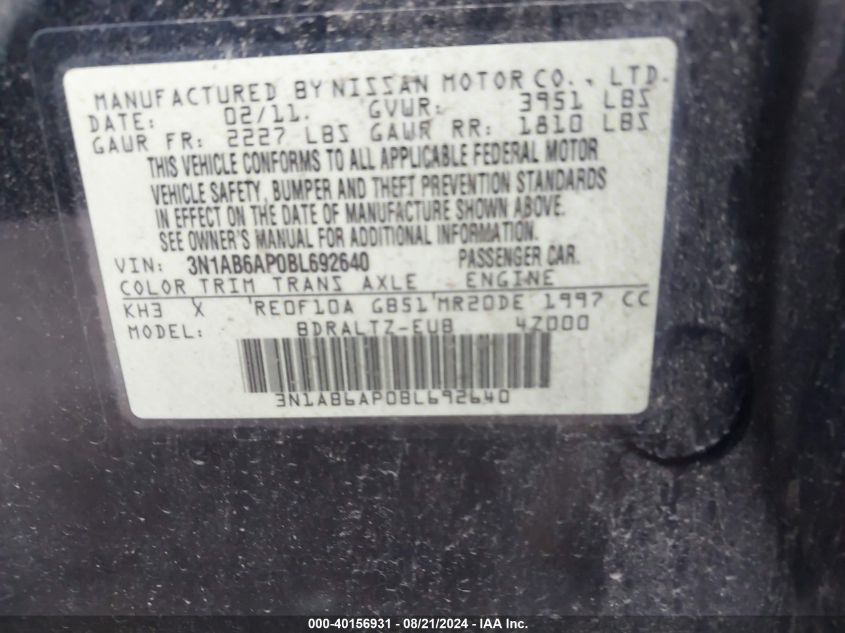 MANUFACTURED BY NISSAN MOTOR CO., LTD.
DATE: 02/11. GVWR: 3951 LBS
GAWR FR: 2227 LBS GAWR RR: 1810 LBS
THIS VEHICLE CONFORMS TO ALL APPLICABLE FEDERAL MOTOR
VEHICLE SAFETY, BUMPER AND THEFT PREVENTION STANDARDS
IN EFFECT ON THE DATE OF MANUFACTURE SHOWN ABOVE.
SEE OWNER'S MANUAL FOR ADDITIONAL INFORMATION.
VIN: 3N1AB6AP0BL692640 PASSENGER CAR.
COLOR TRIM TRANS AXLE ENGINE
KH3 X RE0F10A GB51 MR20DE 1997 CC
MODEL: BDRALTZ-EUB 4Z000
3N1AB6AP0BL692640
000-40156931 - 08/21/2024 - IAA Inc.